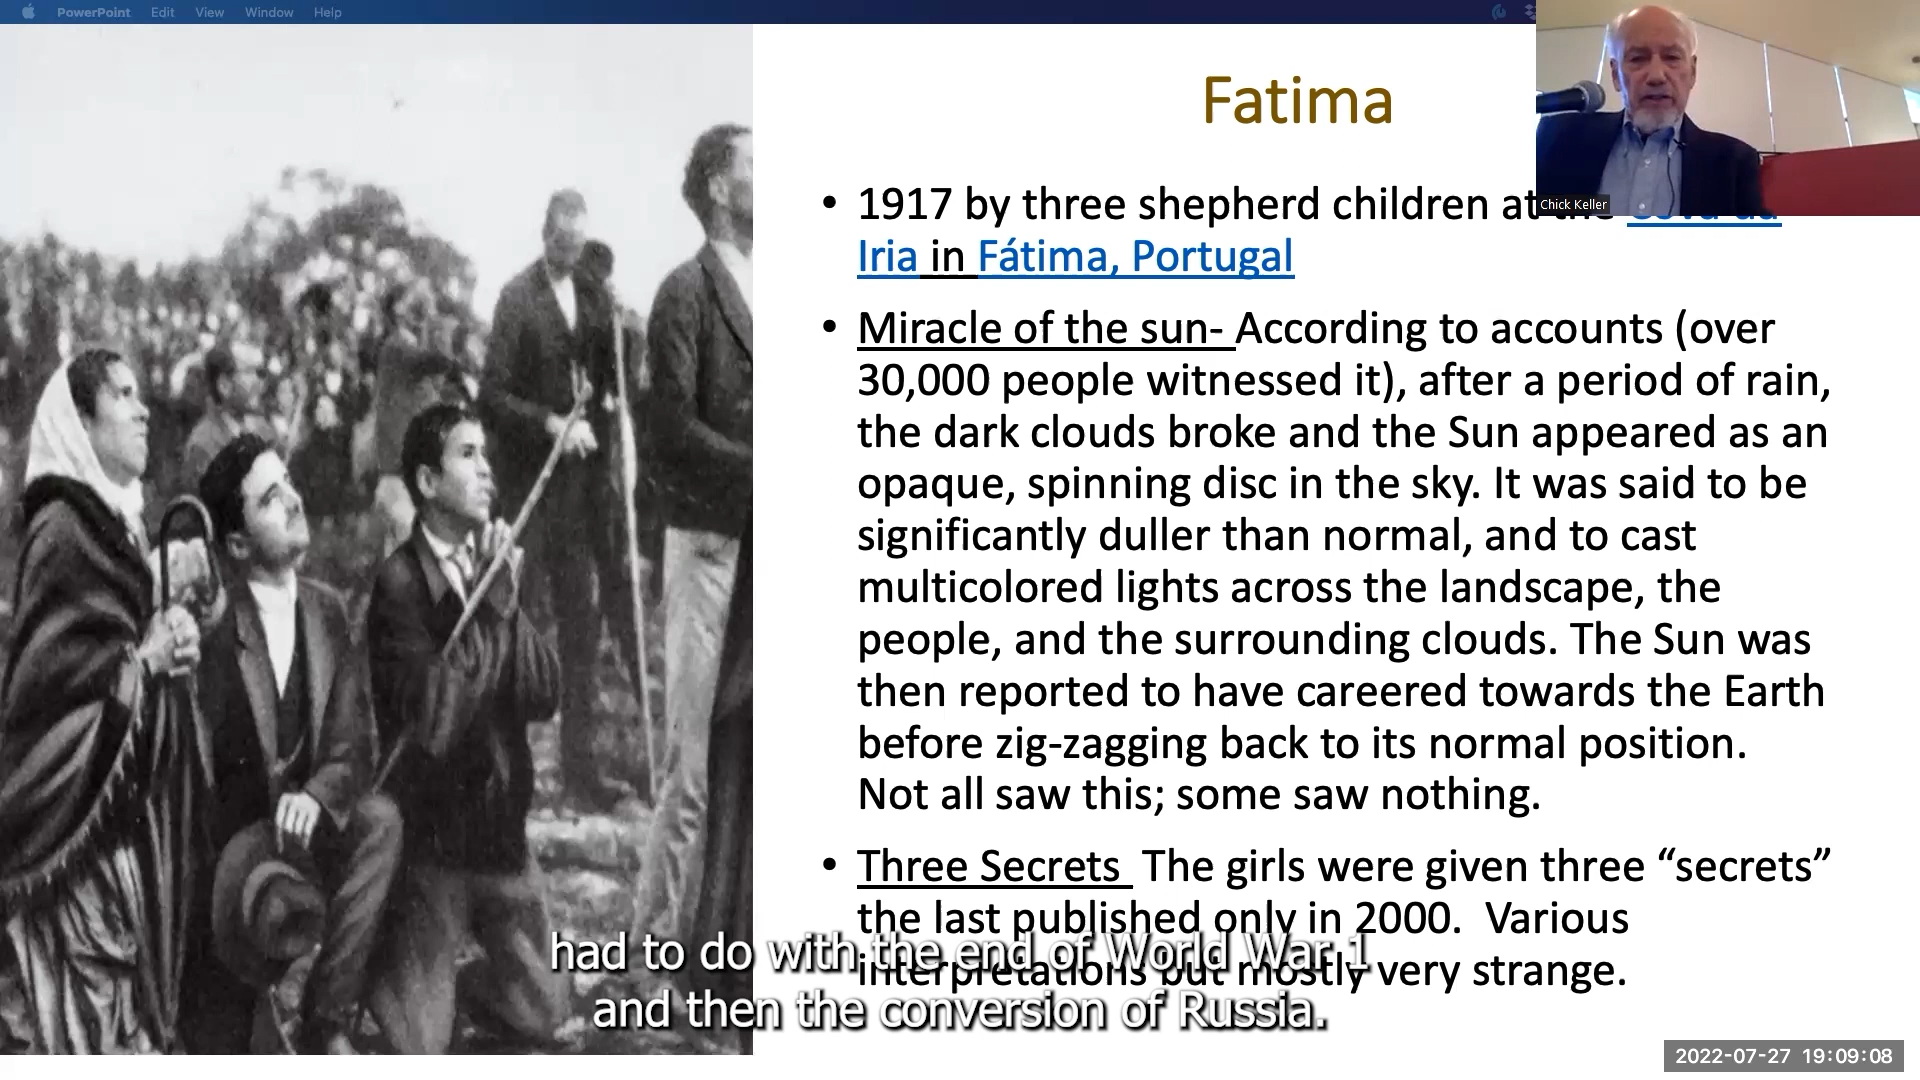 PowerPoint Edit View Window Help
Fatima
Chick Keller
• 1917 by three shepherd children at the Cova da
Iria in Fátima, Portugal
• Miracle of the sun- According to accounts (over
30,000 people witnessed it), after a period of rain,
the dark clouds broke and the Sun appeared as an
opaque, spinning disc in the sky. It was said to be
significantly duller than normal, and to cast
multicolored lights across the landscape, the
people, and the surrounding clouds. The Sun was
then reported to have careered towards the Earth
before zig-zagging back to its normal position.
Not all saw this; some saw nothing.
• Three Secrets The girls were given three “secrets”
the last published only in 2000. Various
interpretations but mostly very strange.
had to do with the end of World War 1
and then the conversion of Russia.
2022-07-27 19:09:08